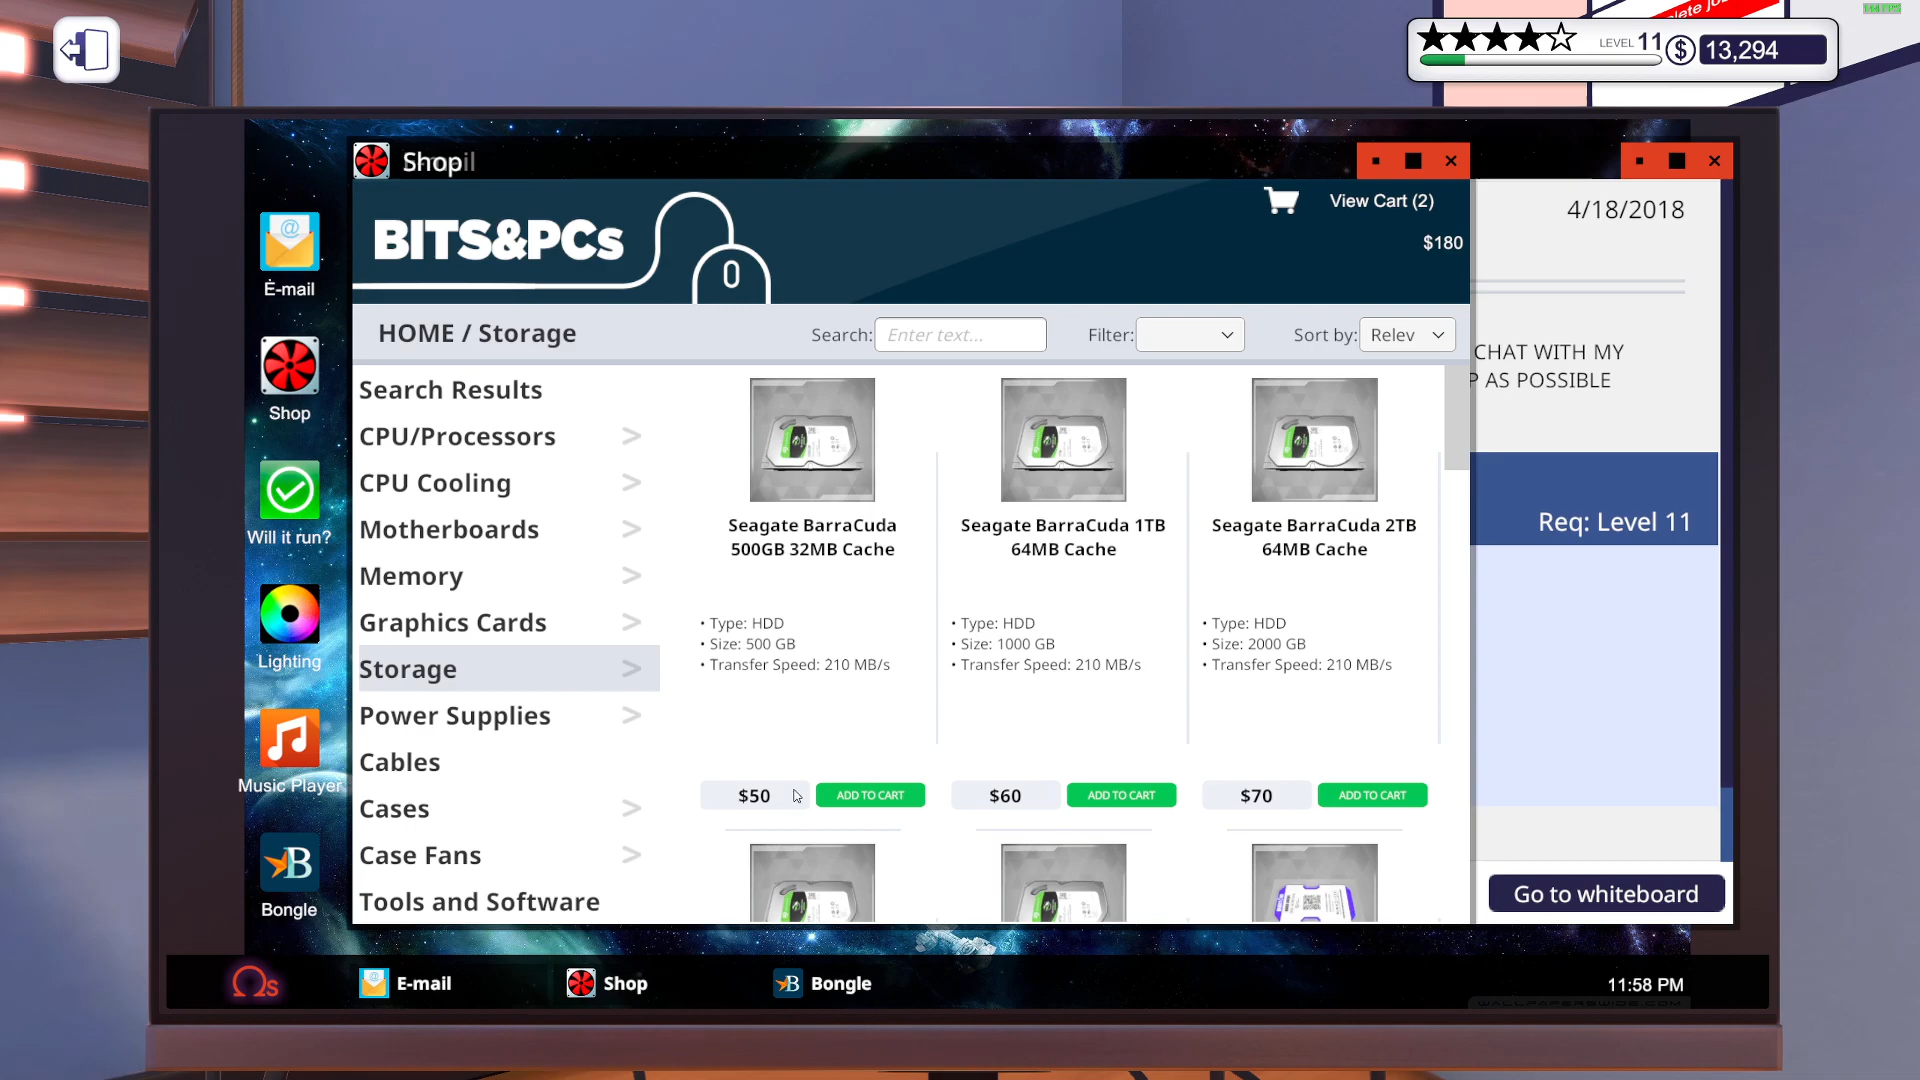 LEVEL 11
$ 13,294
Shop
BITS&PCs
View Cart (2)
$180
4/18/2018
HOME / Storage
Search:
Enter text...
Filter:
Sort by:
Relev
CHAT WITH MY
P AS POSSIBLE
Req: Level 11
Go to whiteboard
E-mail
Shop
Will it run?
Lighting
Music Player
Bongle
Search Results
CPU/Processors >
CPU Cooling >
Motherboards >
Memory >
Graphics Cards >
Storage >
Power Supplies >
Cables
Cases >
Case Fans >
Tools and Software
Seagate BarraCuda
500GB 32MB Cache
• Type: HDD
• Size: 500 GB
• Transfer Speed: 210 MB/s
$50
ADD TO CART
Seagate BarraCuda 1TB
64MB Cache
• Type: HDD
• Size: 1000 GB
• Transfer Speed: 210 MB/s
$60
ADD TO CART
Seagate BarraCuda 2TB
64MB Cache
• Type: HDD
• Size: 2000 GB
• Transfer Speed: 210 MB/s
$70
ADD TO CART
Ωs
E-mail
Shop
Bongle
11:58 PM